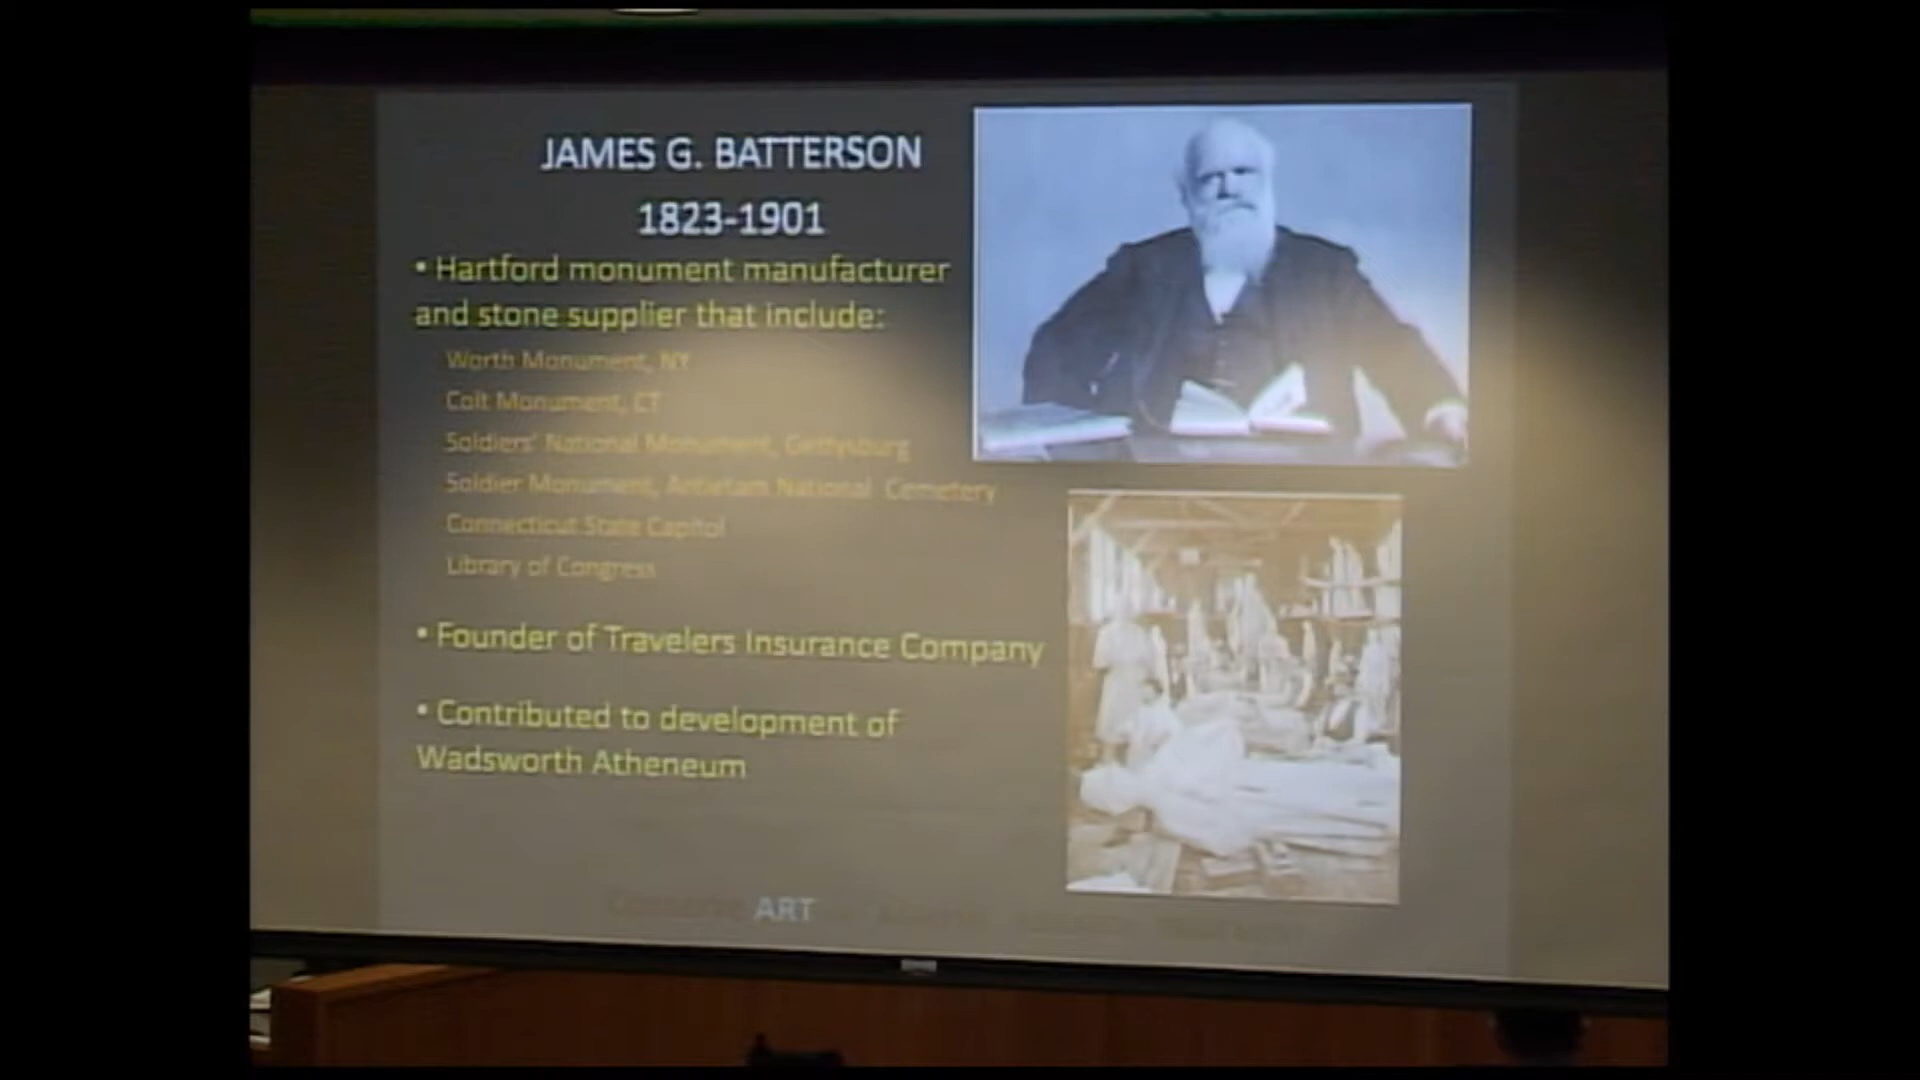 JAMES G. BATTERSON
1823-1901
• Hartford monument manufacturer
and stone supplier that include:
Worth Monument, NY
Colt Monument, CT
Soldiers' National Monument, Gettysburg
Soldier Monument, Antietam National Cemetery
Connecticut State Capitol
Library of Congress
• Founder of Travelers Insurance Company
• Contributed to development of
Wadsworth Atheneum
ART